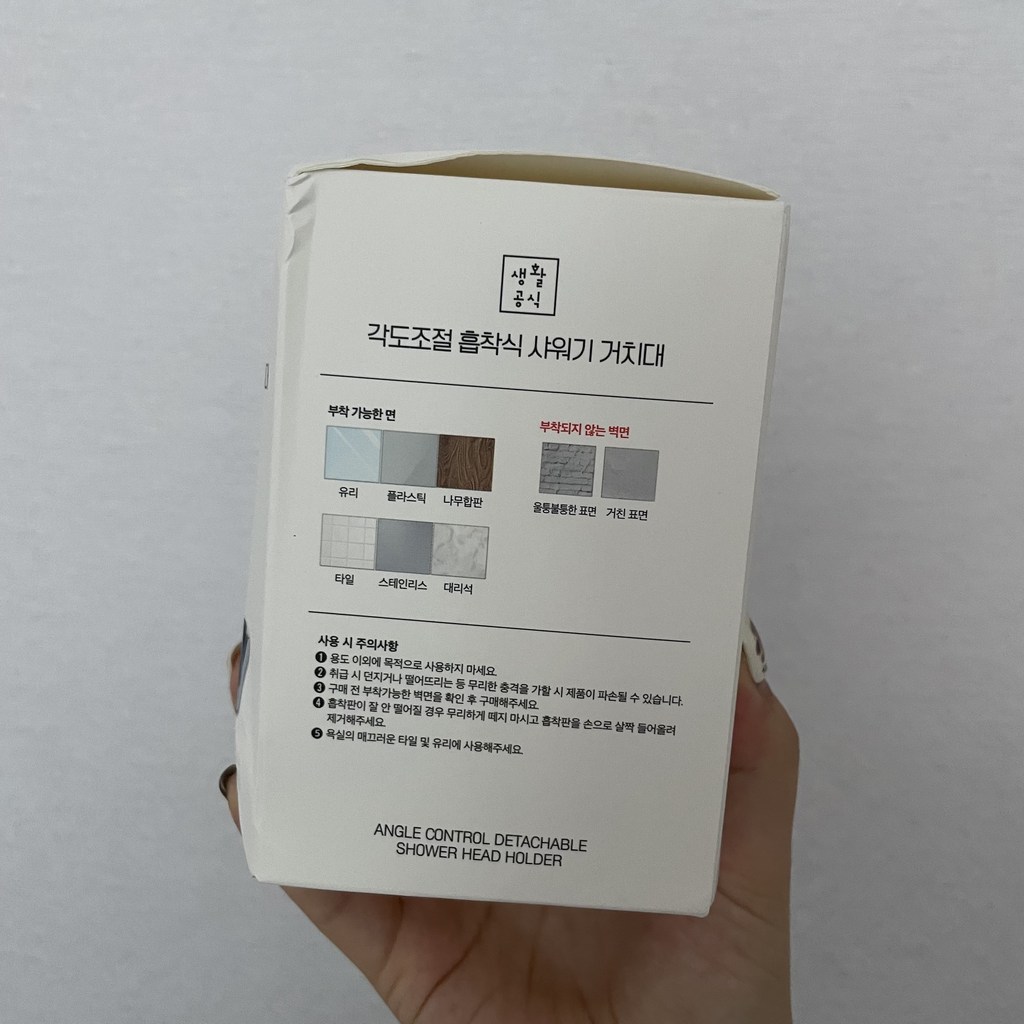 생활
공식
각도조절 흡착식 샤워기 거치대
부착 가능한 면
유리 플라스틱 나무합판
타일 스테인리스 대리석
부착되지 않는 벽면
울퉁불퉁한 표면 거친 표면
사용 시 주의사항
❶ 용도 이외에 목적으로 사용하지 마세요.
❷ 취급 시 던지거나 떨어뜨리는 등 무리한 충격을 가할 시 제품이 파손될 수 있습니다.
❸ 구매 전 부착가능한 벽면을 확인 후 구매해주세요.
❹ 흡착판이 잘 안 떨어질 경우 무리하게 떼지 마시고 흡착판을 손으로 살짝 들어올려
제거해주세요.
❺ 욕실의 매끄러운 타일 및 유리에 사용해주세요.
ANGLE CONTROL DETACHABLE
SHOWER HEAD HOLDER